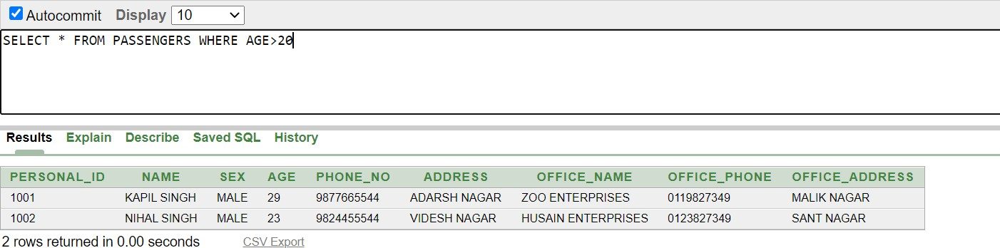 Autocommit Display 10
SELECT * FROM PASSENGERS WHERE AGE>20
Results Explain Describe Saved SQL History
PERSONAL_ID NAME SEX AGE PHONE_NO ADDRESS OFFICE_NAME OFFICE_PHONE OFFICE_ADDRESS
1001 KAPIL SINGH MALE 29 9877665544 ADARSH NAGAR ZOO ENTERPRISES 0119827349 MALIK NAGAR
1002 NIHAL SINGH MALE 23 9824455544 VIDESH NAGAR HUSAIN ENTERPRISES 0123827349 SANT NAGAR
2 rows returned in 0.00 seconds CSV Export